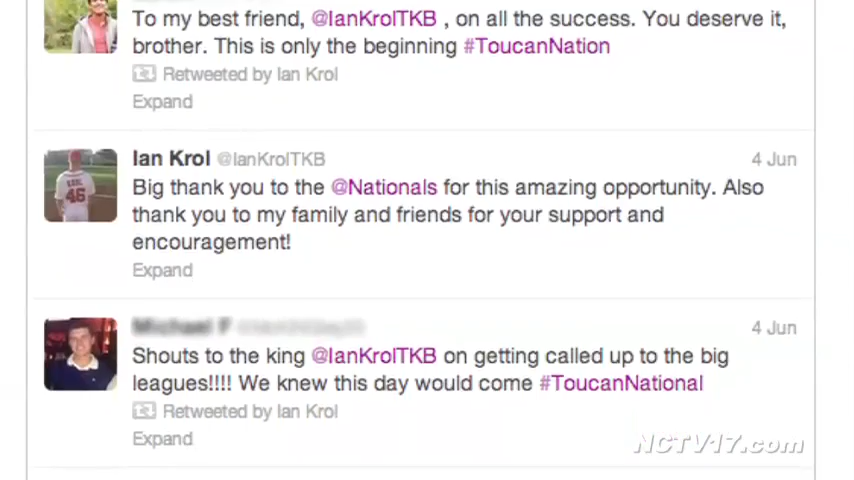 To my best friend, @IanKrolTKB , on all the success. You deserve it,
brother. This is only the beginning #ToucanNation
Retweeted by Ian Krol
Expand
Ian Krol @IanKrolTKB
4 Jun
Big thank you to the @Nationals for this amazing opportunity. Also
thank you to my family and friends for your support and
encouragement!
Expand
KROL
46
4 Jun
Shouts to the king @IanKrolTKB on getting called up to the big
leagues!!!! We knew this day would come #ToucanNational
Retweeted by Ian Krol
Expand
NCTV17.com